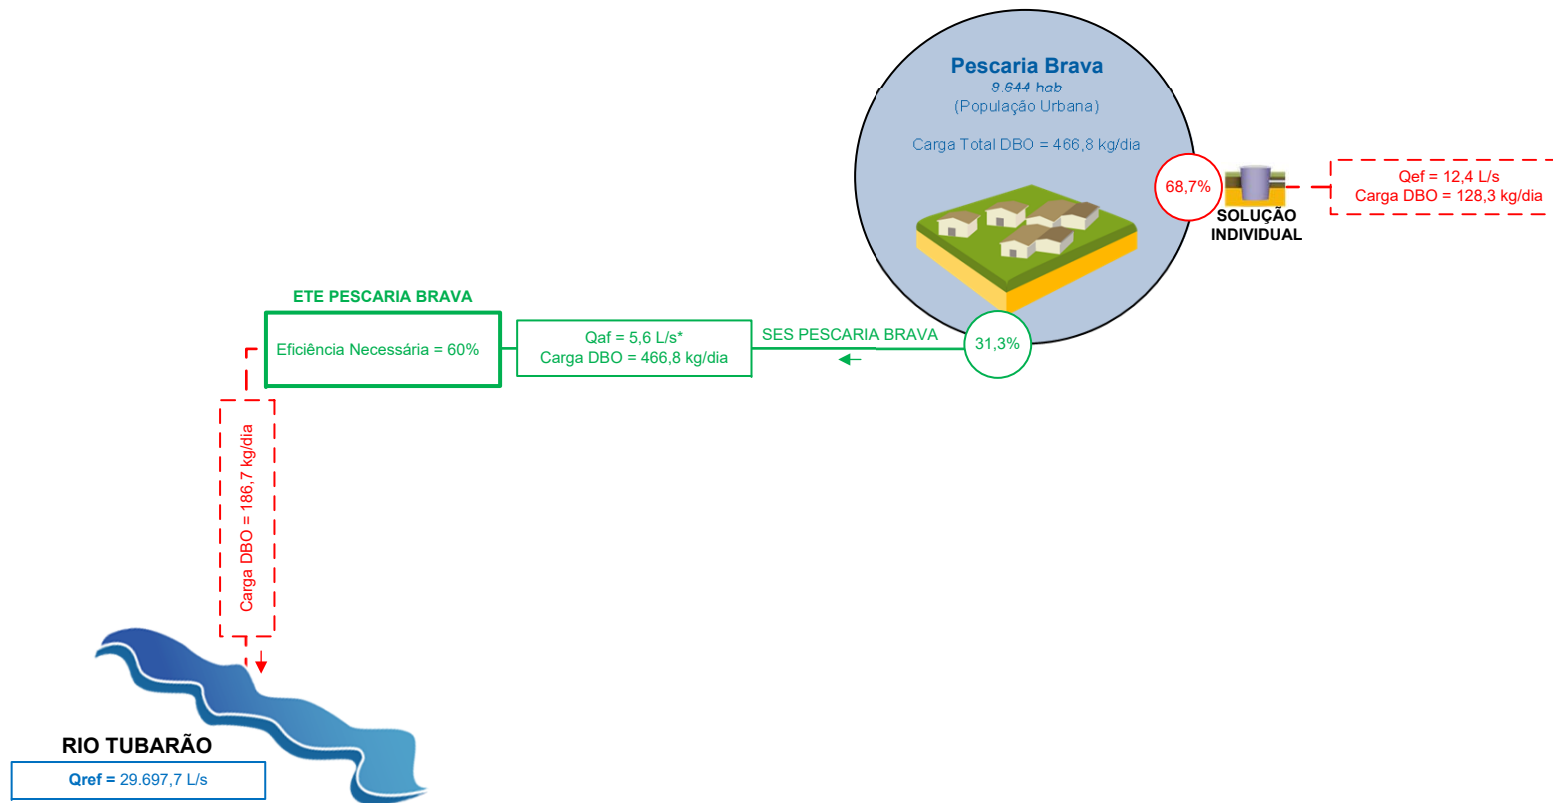 Pescaria Brava
8.644 hab
(População Urbana)
Carga Total DBO = 466,8 kg/dia
68,7%
SOLUÇÃO
INDIVIDUAL
Qef = 12,4 L/s
Carga DBO = 128,3 kg/dia
ETE PESCARIA BRAVA
Eficiência Necessária = 60%
Qaf = 5,6 L/s*
Carga DBO = 466,8 kg/dia
SES PESCARIA BRAVA
31,3%
Carga DBO = 186,7 kg/dia
RIO TUBARÃO
Qref = 29.697,7 L/s